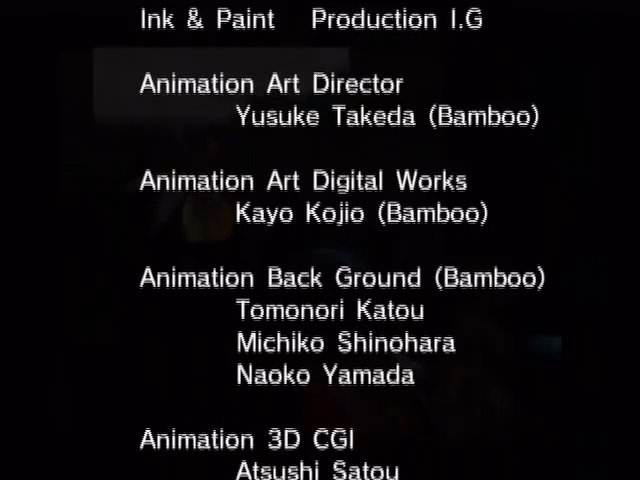 Ink & Paint Production I.G
Animation Art Director
Yusuke Takeda (Bamboo)
Animation Art Digital Works
Kayo Kojio (Bamboo)
Animation Back Ground (Bamboo)
Tomonori Katou
Michiko Shinohara
Naoko Yamada
Animation 3D CGI
Atsushi Satou